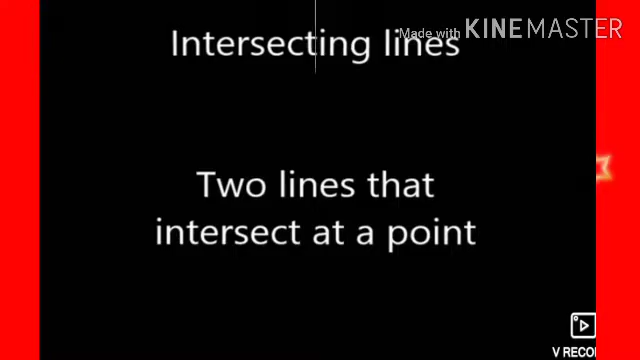 Intersecting lines
Made with KINEMASTER
Two lines that
intersect at a point
V RECO